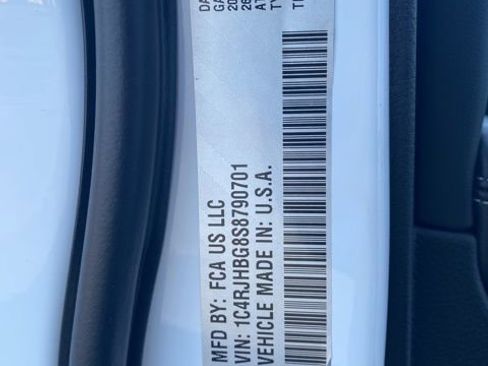 MFD BY: FCA US LLC
VIN: 1C4RJHBG8S8790701
VEHICLE MADE IN: U.S.A.